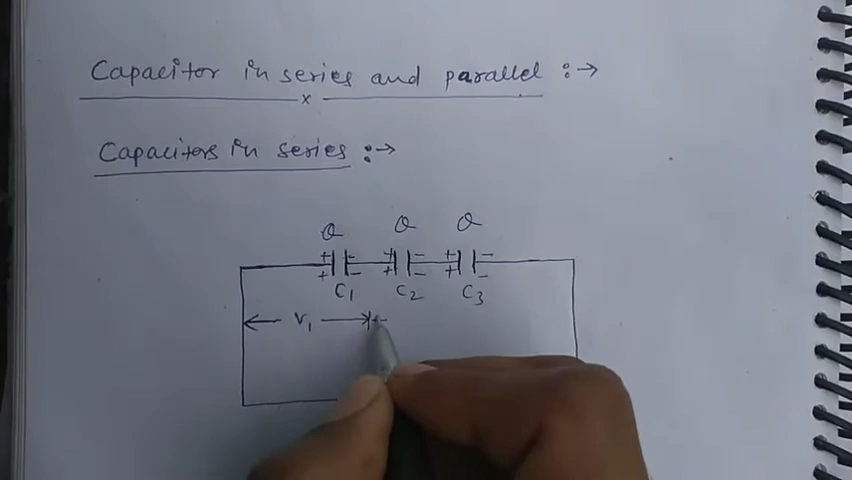 Capacitor in series and parallel :→
Capacitors in series :→
Q Q Q
+ - + - + -
+ - + - + -
C1 C2 C3
V1